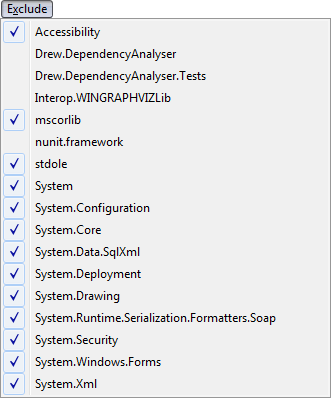 Exclude
Accessibility
Drew.DependencyAnalyser
Drew.DependencyAnalyser.Tests
Interop.WINGRAPHVIZLib
mscorlib
nunit.framework
stdole
System
System.Configuration
System.Core
System.Data.SqlXml
System.Deployment
System.Drawing
System.Runtime.Serialization.Formatters.Soap
System.Security
System.Windows.Forms
System.Xml